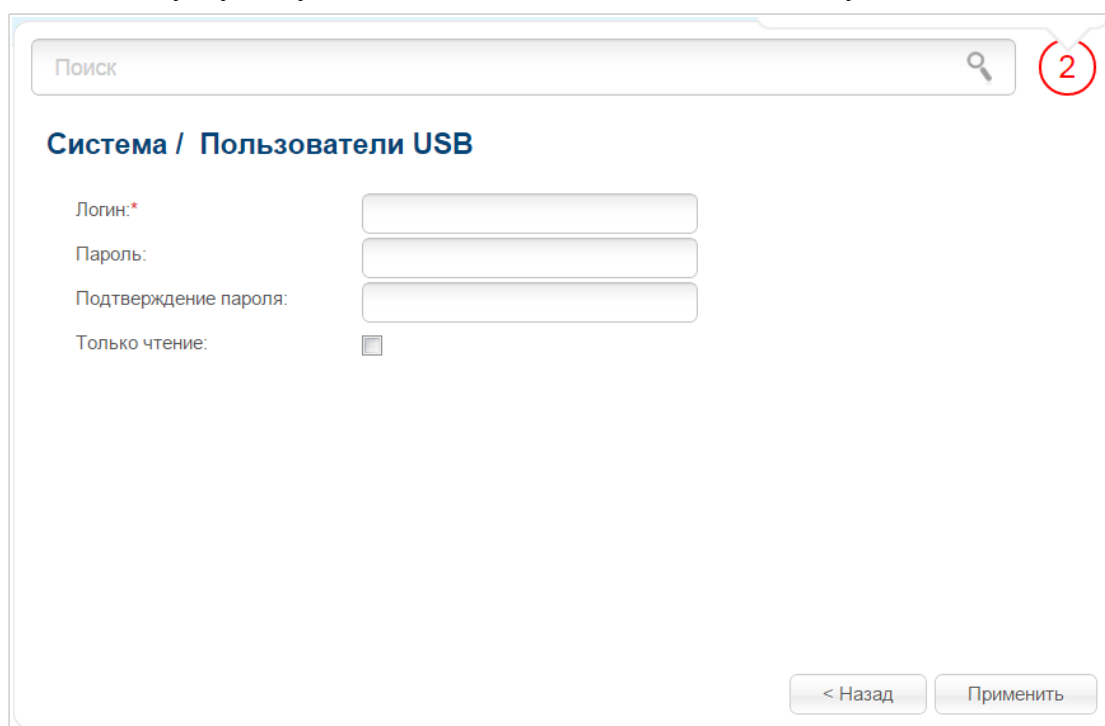 Поиск
2
Система / Пользователи USB
Логин:*
Пароль:
Подтверждение пароля:
Только чтение:
< Назад
Применить